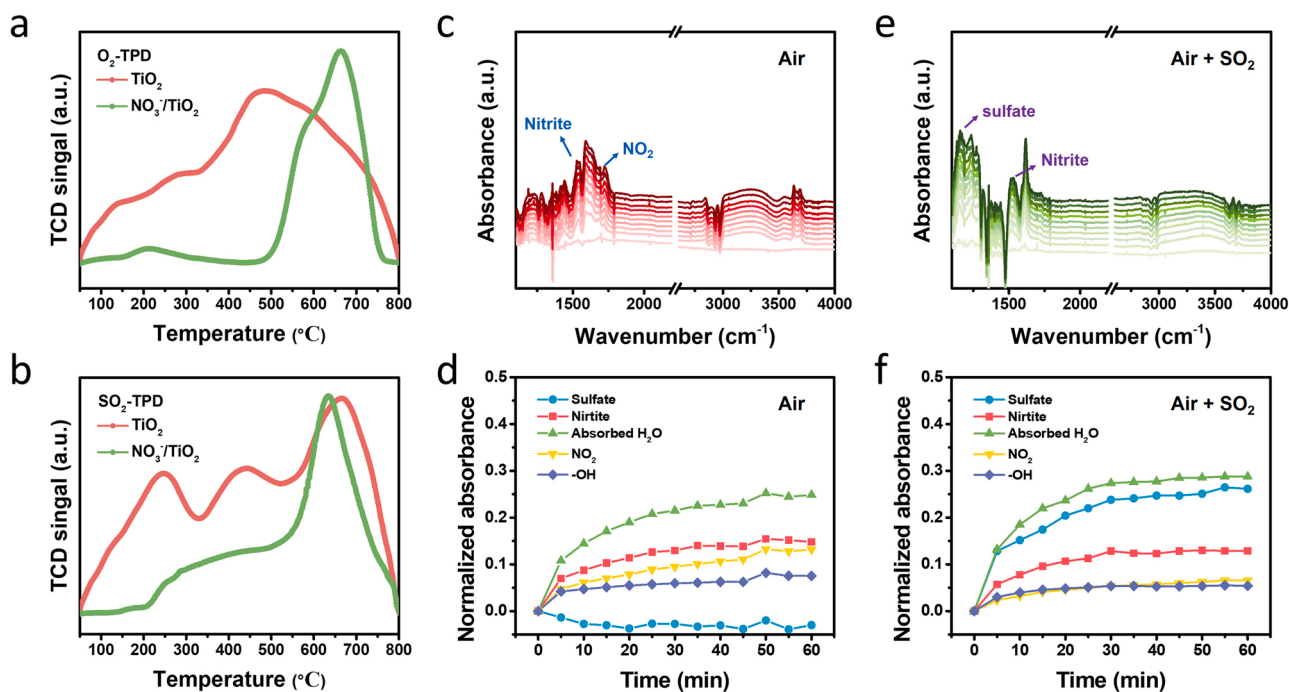 a
O₂-TPD
TiO₂
NO₃⁻/TiO₂
TCD singal (a.u.)
100 200 300 400 500 600 700 800
Temperature (°C)
b
SO₂-TPD
TiO₂
NO₃⁻/TiO₂
TCD singal (a.u.)
100 200 300 400 500 600 700 800
Temperature (°C)
c
Air
Nitrite
NO₂
Absorbance (a.u.)
1500 2000 3000 3500 4000
Wavenumber (cm⁻¹)
d
Air
Sulfate
Nirtite
Absorbed H₂O
NO₂
-OH
Normalized absorbance
0.5
0.4
0.3
0.2
0.1
0.0
0 10 20 30 40 50 60
Time (min)
e
Air + SO₂
sulfate
Nitrite
Absorbance (a.u.)
1500 2000 3000 3500 4000
Wavenumber (cm⁻¹)
f
Air + SO₂
Sulfate
Nirtite
Absorbed H₂O
NO₂
-OH
Normalized absorbance
0.5
0.4
0.3
0.2
0.1
0.0
0 10 20 30 40 50 60
Time (min)